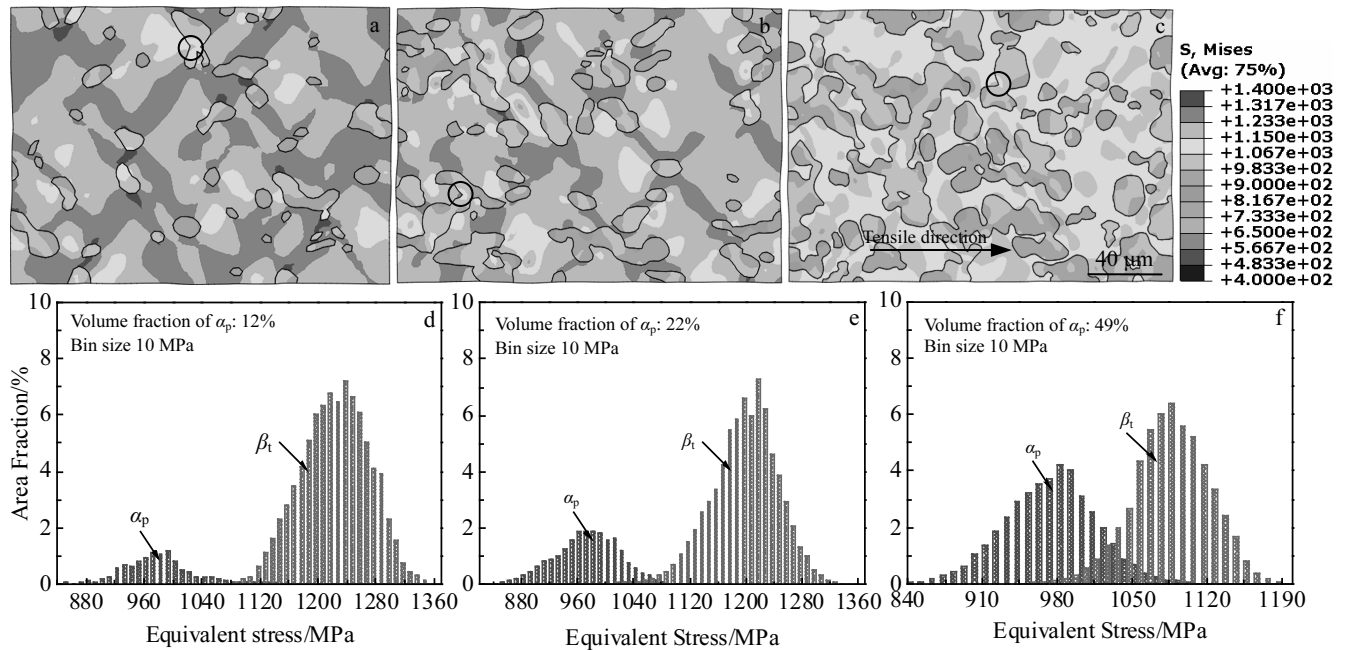 a
b
c
S, Mises
(Avg: 75%)
+1.400e+03
+1.317e+03
+1.233e+03
+1.150e+03
+1.067e+03
+9.833e+02
+9.000e+02
+8.167e+02
+7.333e+02
+6.500e+02
+5.667e+02
+4.833e+02
+4.000e+02
Tensile direction
40 μm
Area Fraction/%
10
8
6
4
2
0
Volume fraction of αp: 12%
Bin size 10 MPa
d
αp
βt
880 960 1040 1120 1200 1280 1360
Equivalent stress/MPa
10
8
6
4
2
0
Volume fraction of αp: 22%
Bin size 10 MPa
e
αp
βt
880 960 1040 1120 1200 1280 1360
Equivalent Stress/MPa
10
8
6
4
2
0
Volume fraction of αp: 49%
Bin size 10 MPa
f
αp
βt
840 910 980 1050 1120 1190
Equivalent Stress/MPa